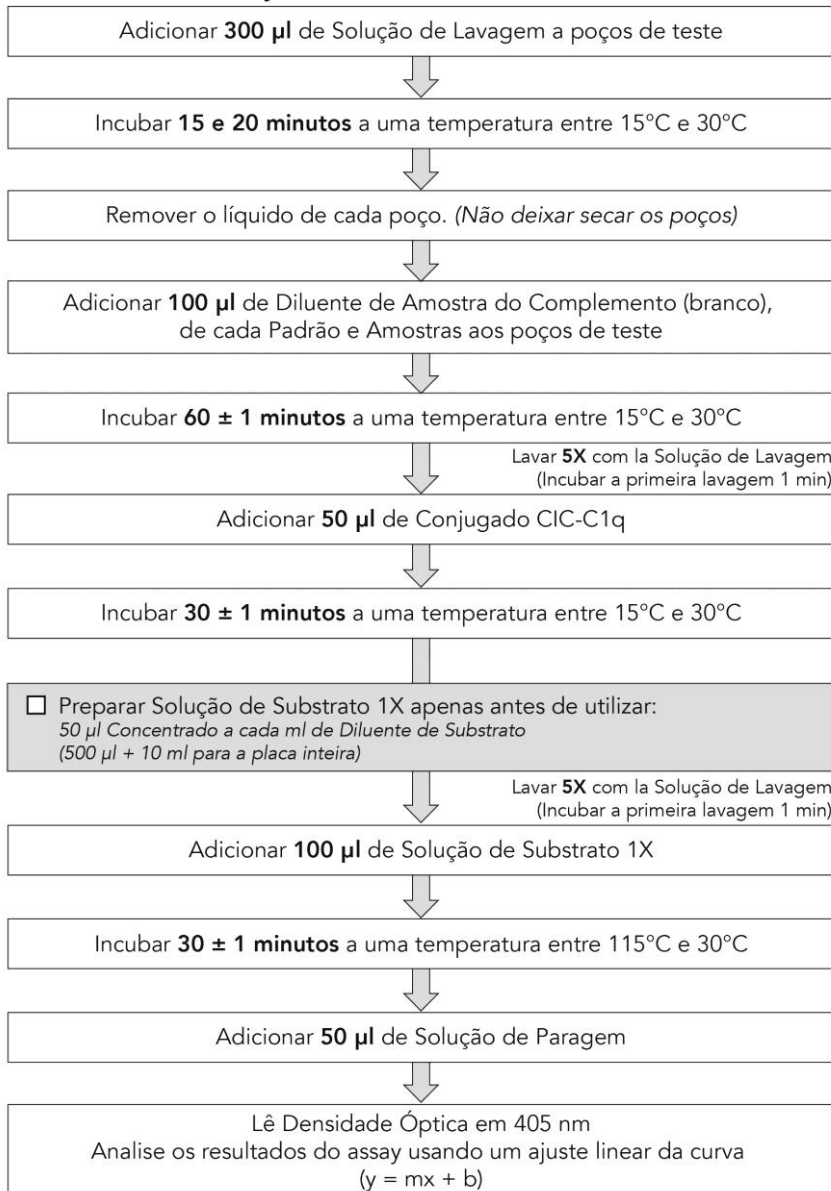 Adicionar 300 µl de Solução de Lavagem a poços de teste
Incubar 15 e 20 minutos a uma temperatura entre 15°C e 30°C
Remover o líquido de cada poço. (Não deixar secar os poços)
Adicionar 100 µl de Diluente de Amostra do Complemento (branco),
de cada Padrão e Amostras aos poços de teste
Incubar 60 ± 1 minutos a uma temperatura entre 15°C e 30°C
Lavar 5X com la Solução de Lavagem
(Incubar a primeira lavagem 1 min)
Adicionar 50 µl de Conjugado CIC-C1q
Incubar 30 ± 1 minutos a uma temperatura entre 15°C e 30°C
Preparar Solução de Substrato 1X apenas antes de utilizar:
50 µl Concentrado a cada ml de Diluente de Substrato
(500 µl + 10 ml para a placa inteira)
Lavar 5X com la Solução de Lavagem
(Incubar a primeira lavagem 1 min)
Adicionar 100 µl de Solução de Substrato 1X
Incubar 30 ± 1 minutos a uma temperatura entre 115°C e 30°C
Adicionar 50 µl de Solução de Paragem
Lê Densidade Óptica em 405 nm
Analise os resultados do assay usando um ajuste linear da curva
(y = mx + b)